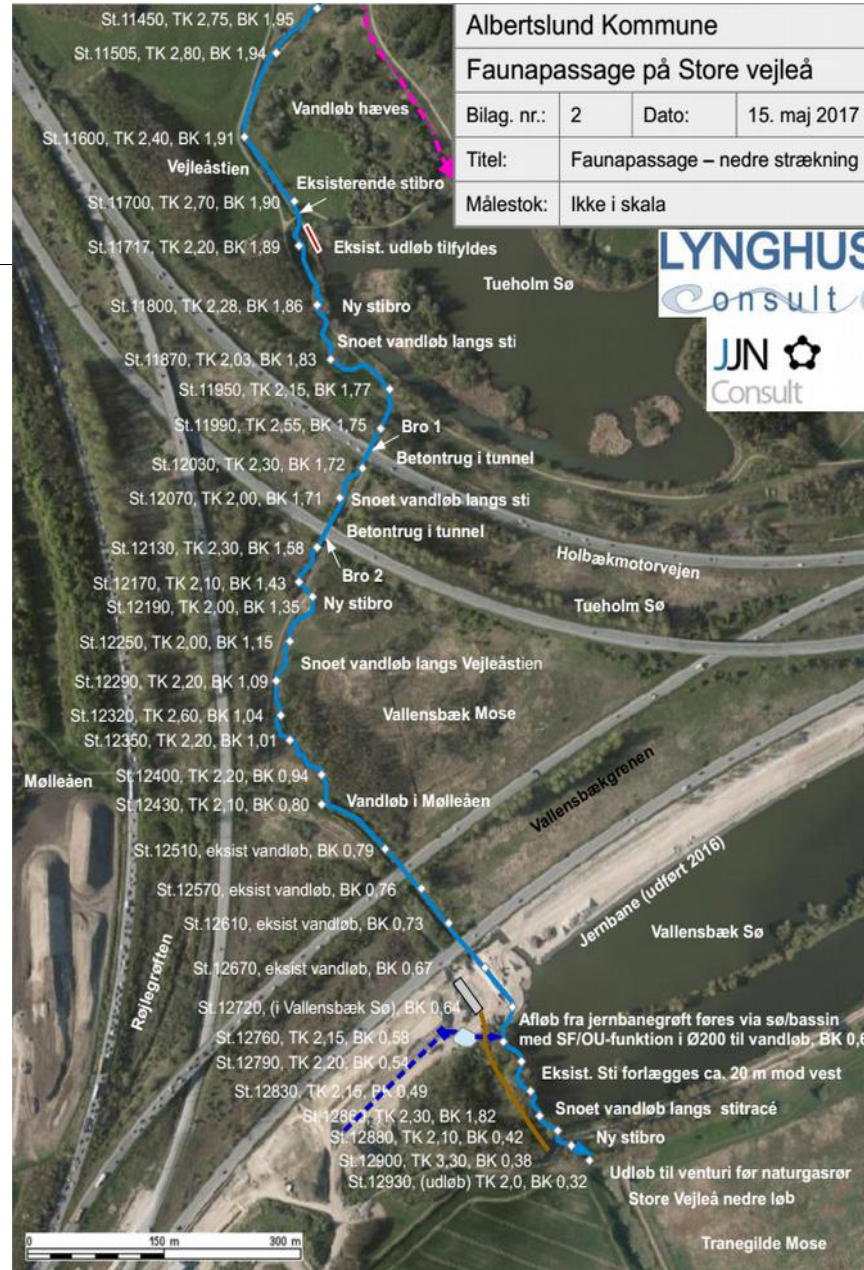 Albertslund Kommune
Faunapassage på Store vejleå
Bilag. nr.: 2 Dato: 15. maj 2017
Titel: Faunapassage – nedre strækning
Målestok: Ikke i skala
LYNGHUS
Consult
JJN
Consult
St.11450, TK 2,75, BK 1,95
St.11505, TK 2,80, BK 1,94
Vandløb hæves
St.11600, TK 2,40, BK 1,91
Vejleåstien
Eksisterende stibro
St.11700, TK 2,70, BK 1,90
St.11717, TK 2,20, BK 1,89
Eksist. udløb tilfyldes
Tueholm Sø
St.11800, TK 2,28, BK 1,86
Ny stibro
Snoet vandløb langs sti
St.11870, TK 2,03, BK 1,83
St.11950, TK 2,15, BK 1,77
St.11990, TK 2,55, BK 1,75
Bro 1
Betontrug i tunnel
St.12030, TK 2,30, BK 1,72
St.12070, TK 2,00, BK 1,71
Snoet vandløb langs sti
Betontrug i tunnel
St.12130, TK 2,30, BK 1,58
Holbækmotorvejen
Bro 2
St.12170, TK 2,10, BK 1,43
Ny stibro
Tueholm Sø
St.12190, TK 2,00, BK 1,35
St.12250, TK 2,00, BK 1,15
Snoet vandløb langs Vejleåstien
St.12290, TK 2,20, BK 1,09
St.12320, TK 2,60, BK 1,04
Vallensbæk Mose
St.12350, TK 2,20, BK 1,01
St.12400, TK 2,20, BK 0,94
Mølleåen
St.12430, TK 2,10, BK 0,80
Vandløb i Mølleåen
Vallensbækgrenen
St.12510, eksist vandløb, BK 0,79
St.12570, eksist vandløb, BK 0,76
Jernbane (udført 2016)
St.12610, eksist vandløb, BK 0,73
Vallensbæk Sø
St.12670, eksist vandløb, BK 0,67
Røjlegrøften
St.12720, (i Vallensbæk Sø), BK 0,64
Afløb fra jernbanegrøft føres via sø/bassin
med SF/OU-funktion i Ø200 til vandløb, BK 0,6
St.12760, TK 2,15, BK 0,58
St.12790, TK 2,20, BK 0,54
Eksist. Sti forlægges ca. 20 m mod vest
St.12830, TK 2,15, BK 0,49
Snoet vandløb langs stitracé
TK 2,30, BK 1,82
St.12880, TK 2,10, BK 0,42
Ny stibro
St.12900, TK 3,30, BK 0,38
St.12930, (udløb) TK 2,0, BK 0,32
Udløb til venturi før naturgasrør
Store Vejleå nedre løb
Tranegilde Mose
0 150 m 300 m